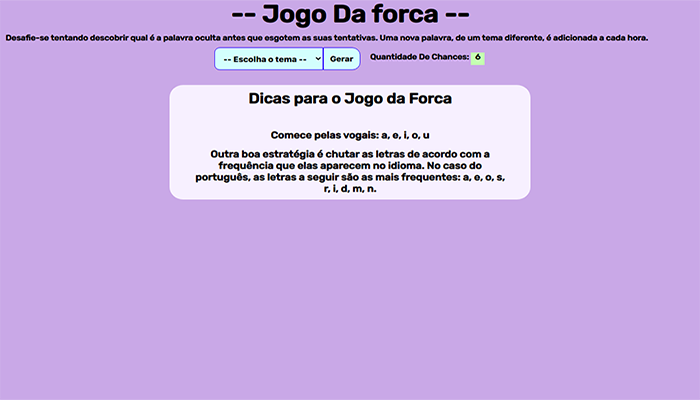 -- Jogo Da forca --
Desafie-se tentando descobrir qual é a palavra oculta antes que esgotem as suas tentativas. Uma nova palavra, de um tema diferente, é adicionada a cada hora.
-- Escolha o tema -- Gerar Quantidade De Chances: 6
Dicas para o Jogo da Forca
Comece pelas vogais: a, e, i, o, u
Outra boa estratégia é chutar as letras de acordo com a
frequência que elas aparecem no idioma. No caso do
português, as letras a seguir são as mais frequentes: a, e, o, s,
r, i, d, m, n.